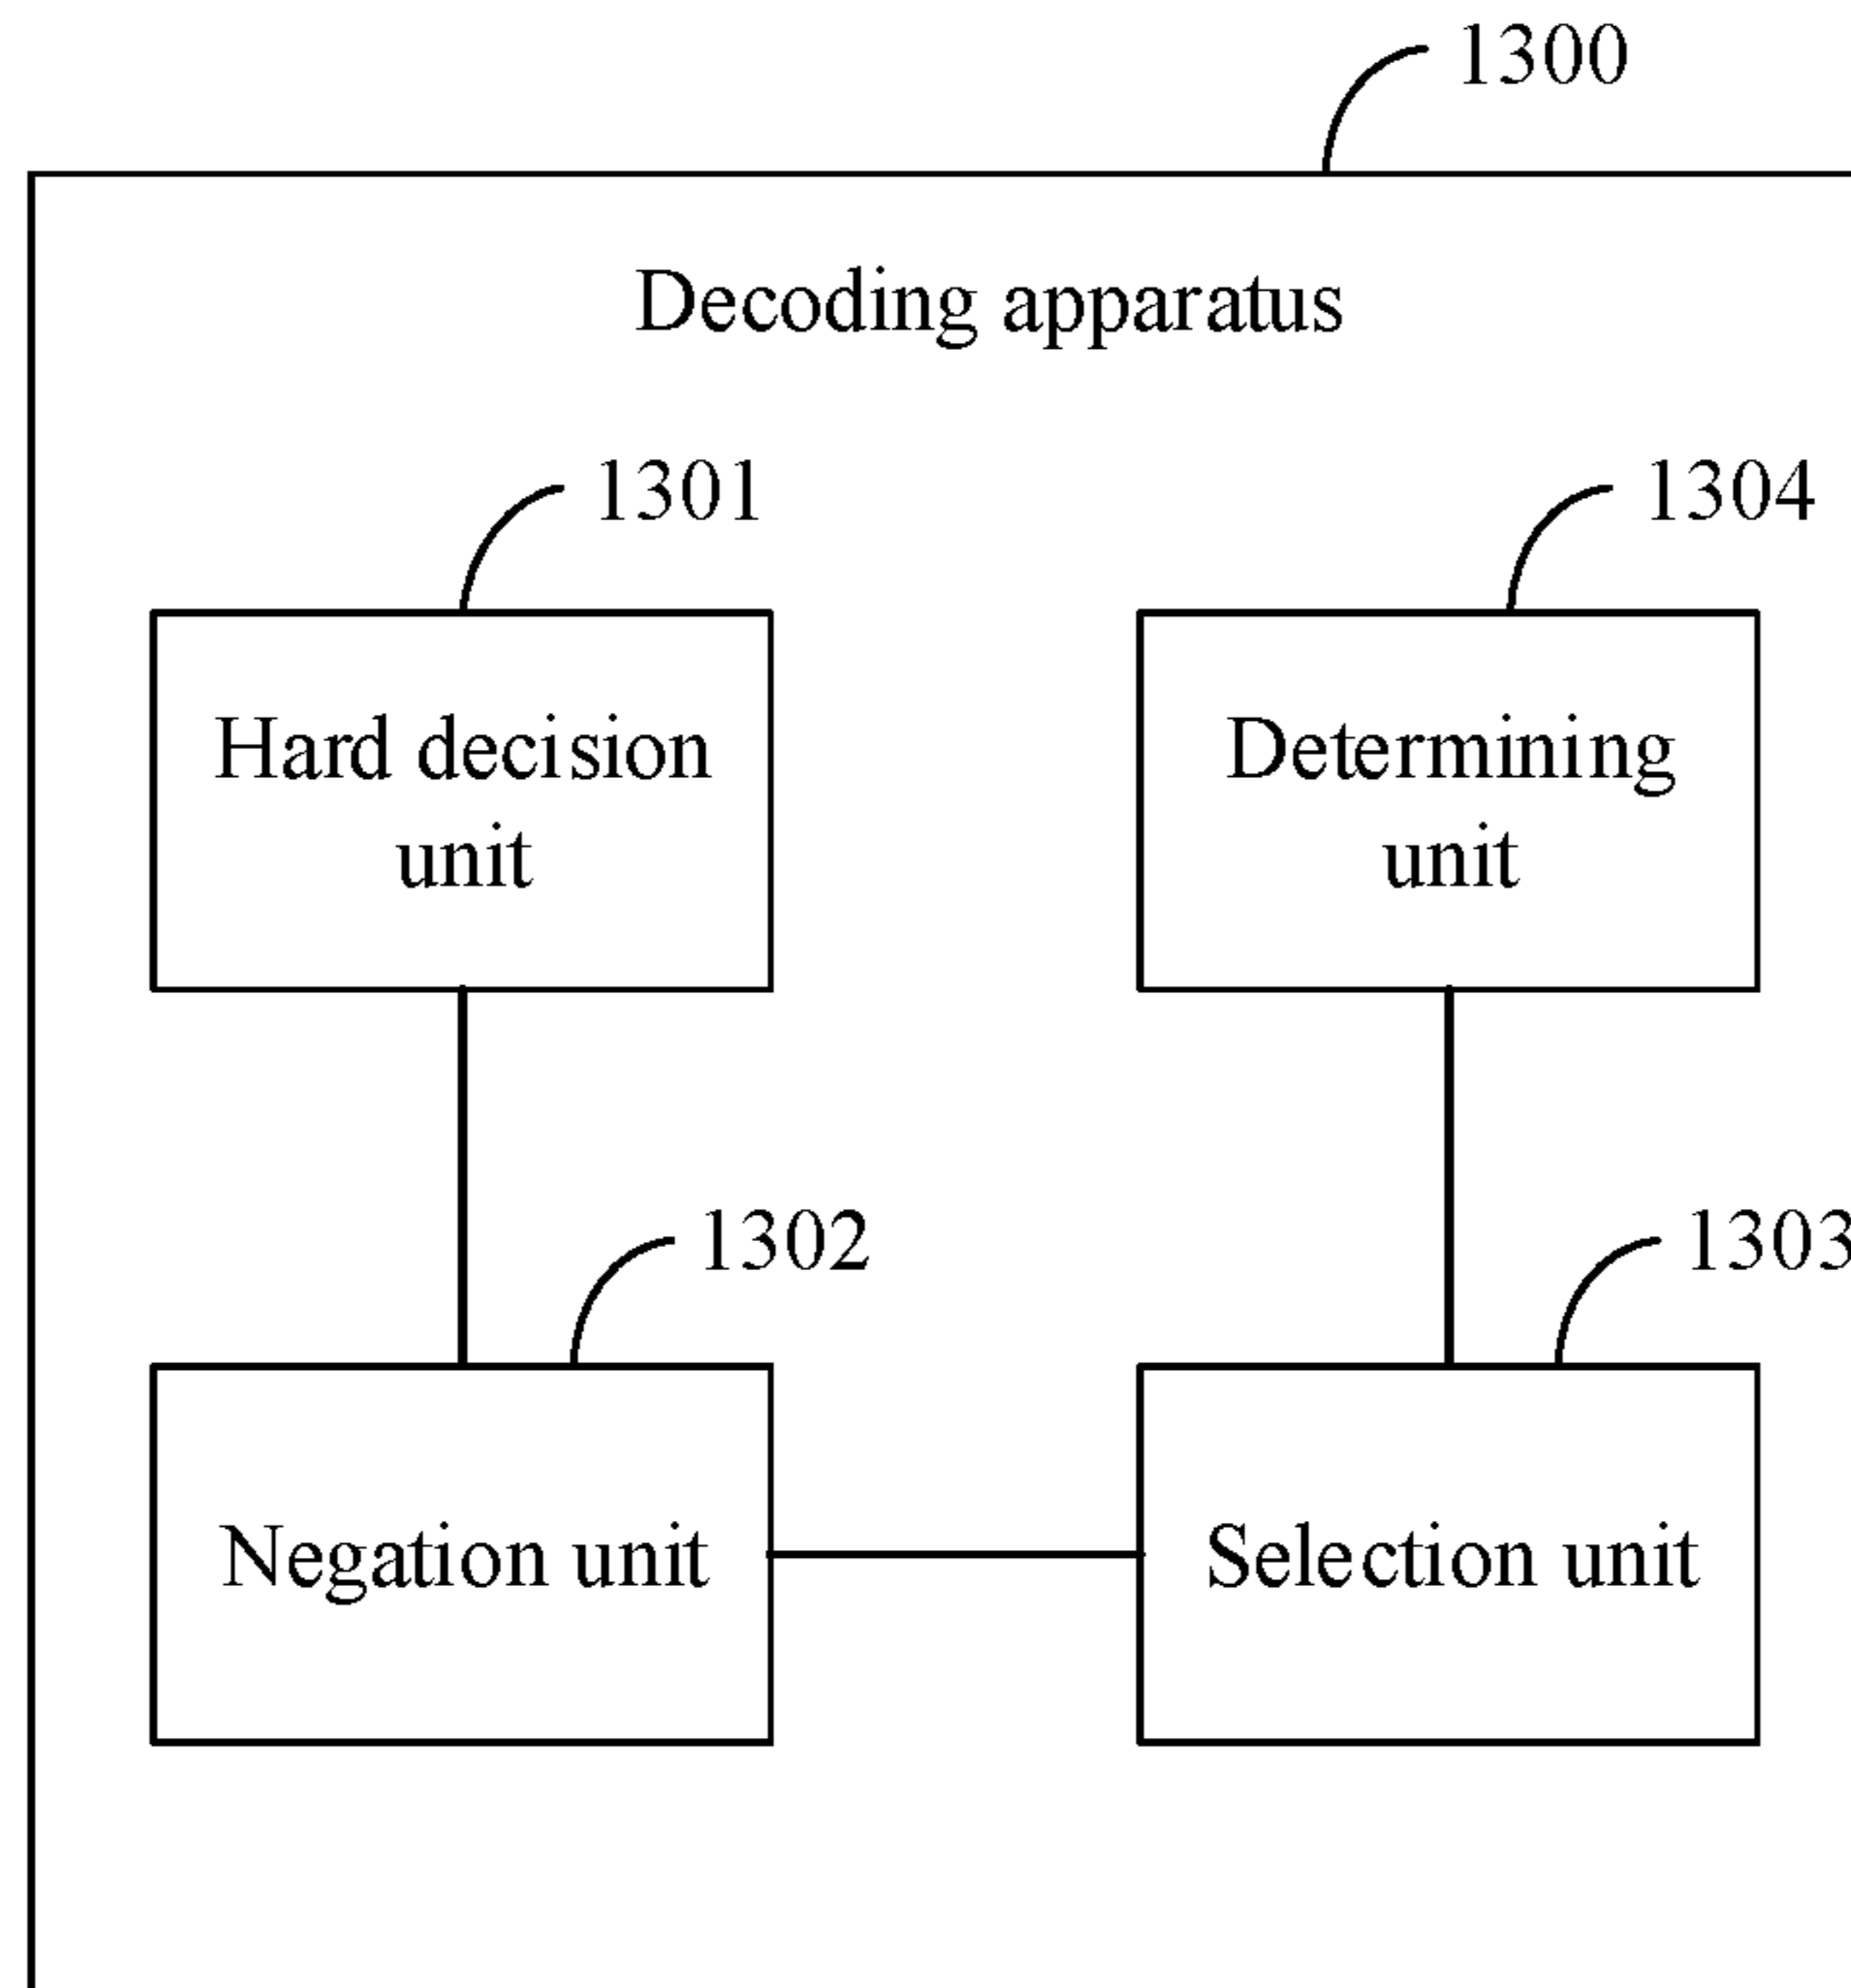 1300
Decoding apparatus
1301
1304
Hard decision
unit
Determining
unit
1302
1303
Negation unit
Selection unit